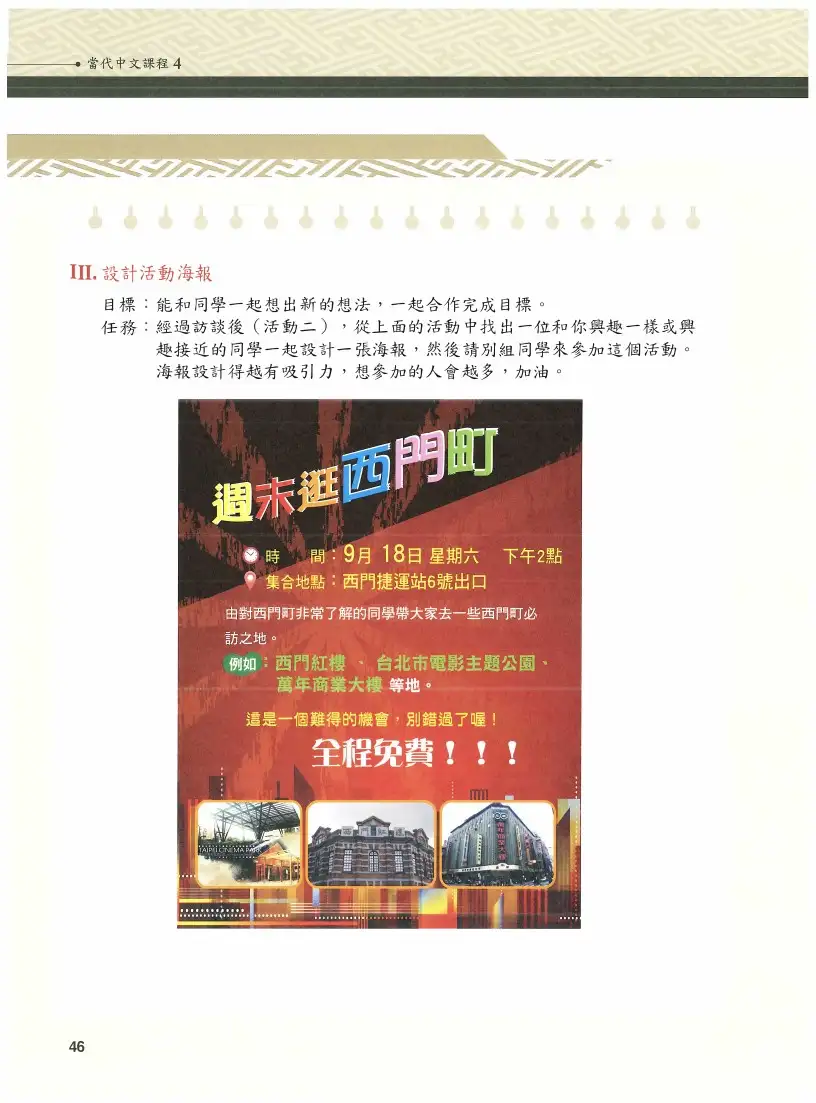 當代中文課程 4
III. 設計活動海報
目標：能和同學一起想出新的想法，一起合作完成目標。
任務：經過訪談後（活動二），從上面的活動中找出一位和你興趣一樣或興
趣接近的同學一起設計一張海報，然後請別組同學來參加這個活動。
海報設計得越有吸引力，想參加的人會越多，加油。
週末逛西門町
時　間：9月 18日 星期六　下午2點
集合地點：西門捷運站6號出口
由對西門町非常了解的同學帶大家去一些西門町必
訪之地。
例如：西門紅樓、台北市電影主題公園、
萬年商業大樓 等地。
這是一個難得的機會，別錯過了喔！
全程免費！！！
TAIPEI CINEMA PARK
萬年商業大樓
46